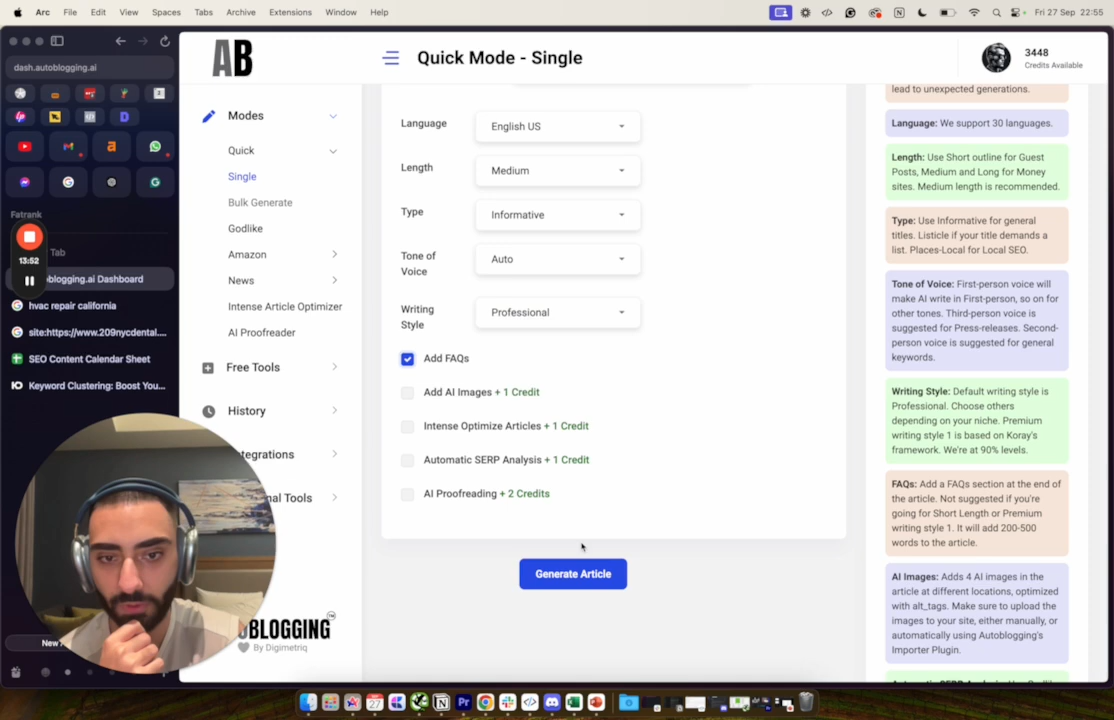 Arc File Edit View Spaces Tabs Archive Extensions Window Help
Fri 27 Sep 22:55
dash.autoblogging.ai
Fatrank
13:52
Tab
blogging.ai Dashboard
hvac repair california
site:https://www.209nycdental....
SEO Content Calendar Sheet
Keyword Clustering: Boost You...
New
AB
Modes
Quick
Single
Bulk Generate
Godlike
Amazon
News
Intense Article Optimizer
AI Proofreader
Free Tools
History
tegrations
nal Tools
BLOGGING™
By Digimetriq
Quick Mode - Single
3448
Credits Available
Language
English US
Length
Medium
Type
Informative
Tone of
Voice
Auto
Writing
Style
Professional
Add FAQs
Add AI Images + 1 Credit
Intense Optimize Articles + 1 Credit
Automatic SERP Analysis + 1 Credit
AI Proofreading + 2 Credits
Generate Article
lead to unexpected generations.
Language: We support 30 languages.
Length: Use Short outline for Guest
Posts, Medium and Long for Money
sites. Medium length is recommended.
Type: Use Informative for general
titles. Listicle if your title demands a
list. Places-Local for Local SEO.
Tone of Voice: First-person voice will
make AI write in First-person, so on for
other tones. Third-person voice is
suggested for Press-releases. Second-
person voice is suggested for general
keywords.
Writing Style: Default writing style is
Professional. Choose others
depending on your niche. Premium
writing style 1 is based on Koray's
framework. We're at 90% levels.
FAQs: Add a FAQs section at the end of
the article. Not suggested if you're
going for Short Length or Premium
writing style 1. It will add 200-500
words to the article.
AI Images: Adds 4 AI images in the
article at different locations, optimized
with alt_tags. Make sure to upload the
images to your site, either manually, or
automatically using Autoblogging's
Importer Plugin.